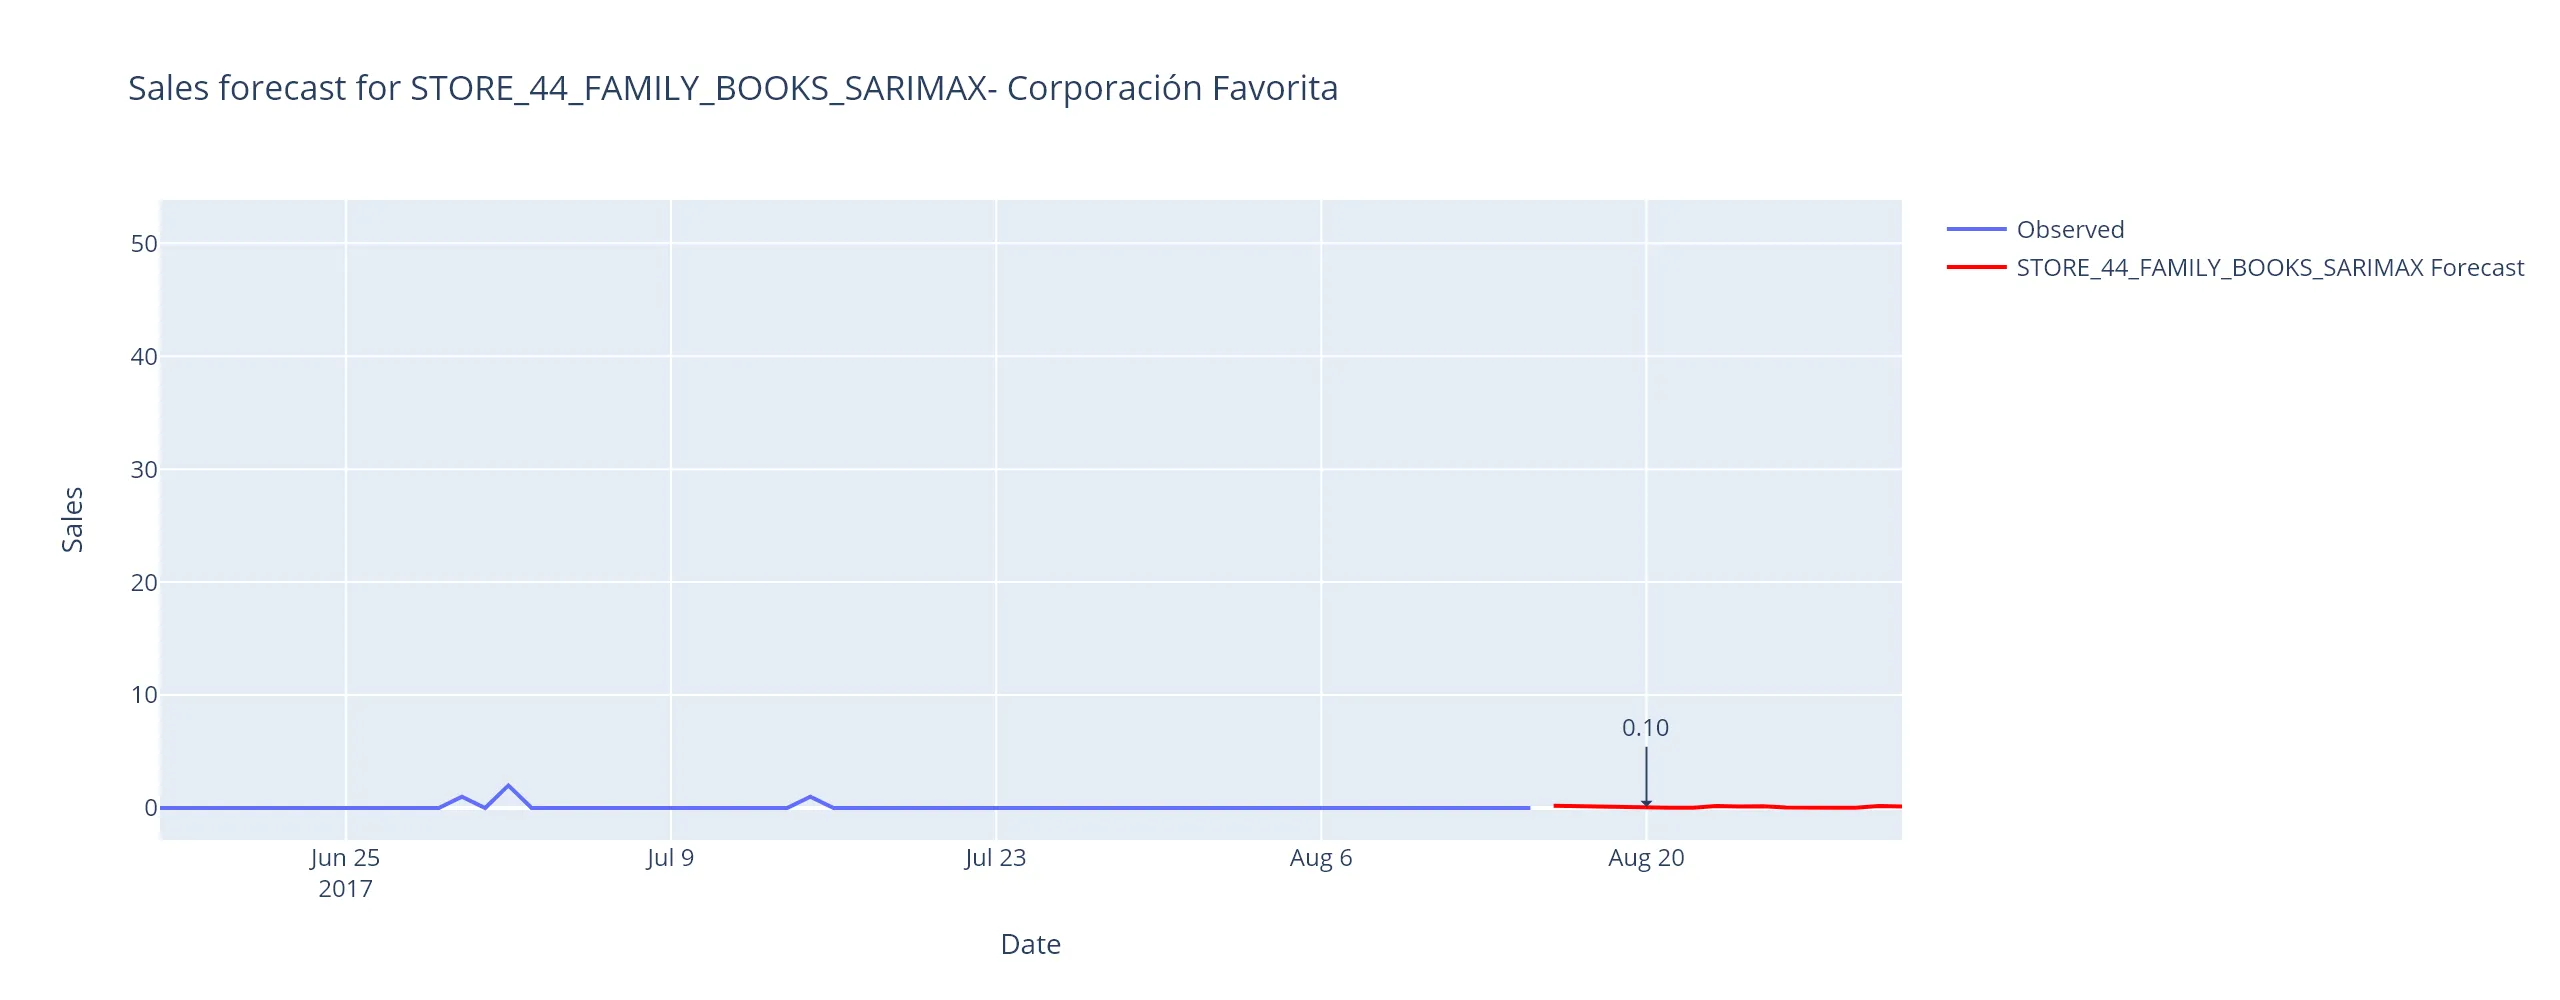 Sales forecast for STORE_44_FAMILY_BOOKS_SARIMAX- Corporación Favorita
Observed
STORE_44_FAMILY_BOOKS_SARIMAX Forecast
Sales
50
40
30
20
10
0
0.10
Jun 25
2017
Jul 9
Jul 23
Aug 6
Aug 20
Date